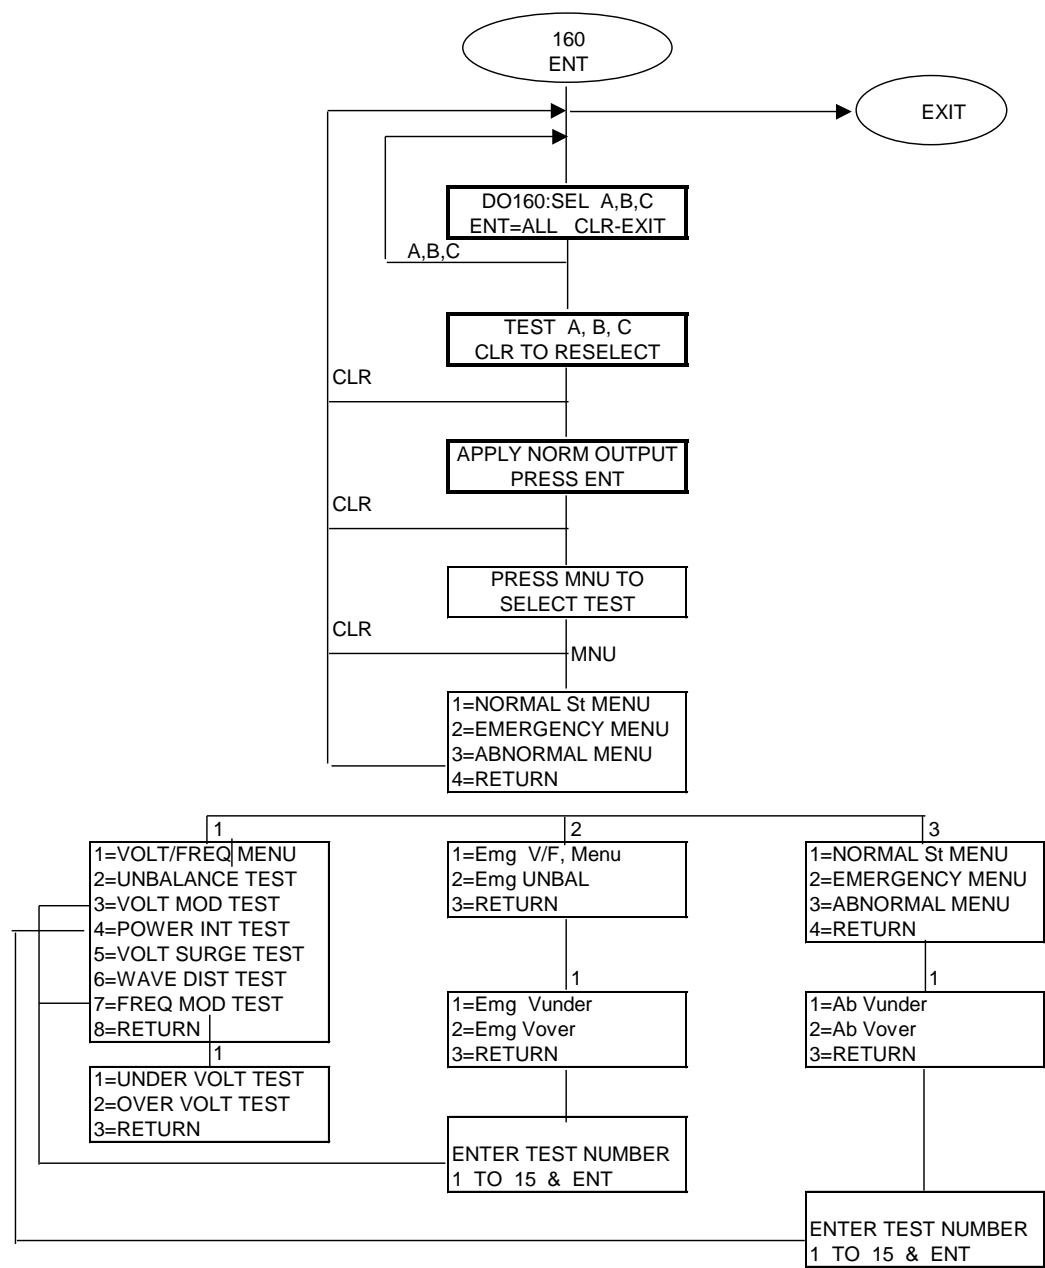 160
ENT
EXIT
DO160:SEL A,B,C
ENT=ALL CLR-EXIT
A,B,C
TEST A, B, C
CLR TO RESELECT
CLR
APPLY NORM OUTPUT
PRESS ENT
CLR
PRESS MNU TO
SELECT TEST
CLR
MNU
1=NORMAL St MENU
2=EMERGENCY MENU
3=ABNORMAL MENU
4=RETURN
1
1=VOLT/FREQ MENU
2=UNBALANCE TEST
3=VOLT MOD TEST
4=POWER INT TEST
5=VOLT SURGE TEST
6=WAVE DIST TEST
7=FREQ MOD TEST
8=RETURN
1
1=UNDER VOLT TEST
2=OVER VOLT TEST
3=RETURN
2
1=Emg V/F, Menu
2=Emg UNBAL
3=RETURN
1
1=Emg Vunder
2=Emg Vover
3=RETURN
ENTER TEST NUMBER
1 TO 15 & ENT
3
1=NORMAL St MENU
2=EMERGENCY MENU
3=ABNORMAL MENU
4=RETURN
1
1=Ab Vunder
2=Ab Vover
3=RETURN
ENTER TEST NUMBER
1 TO 15 & ENT